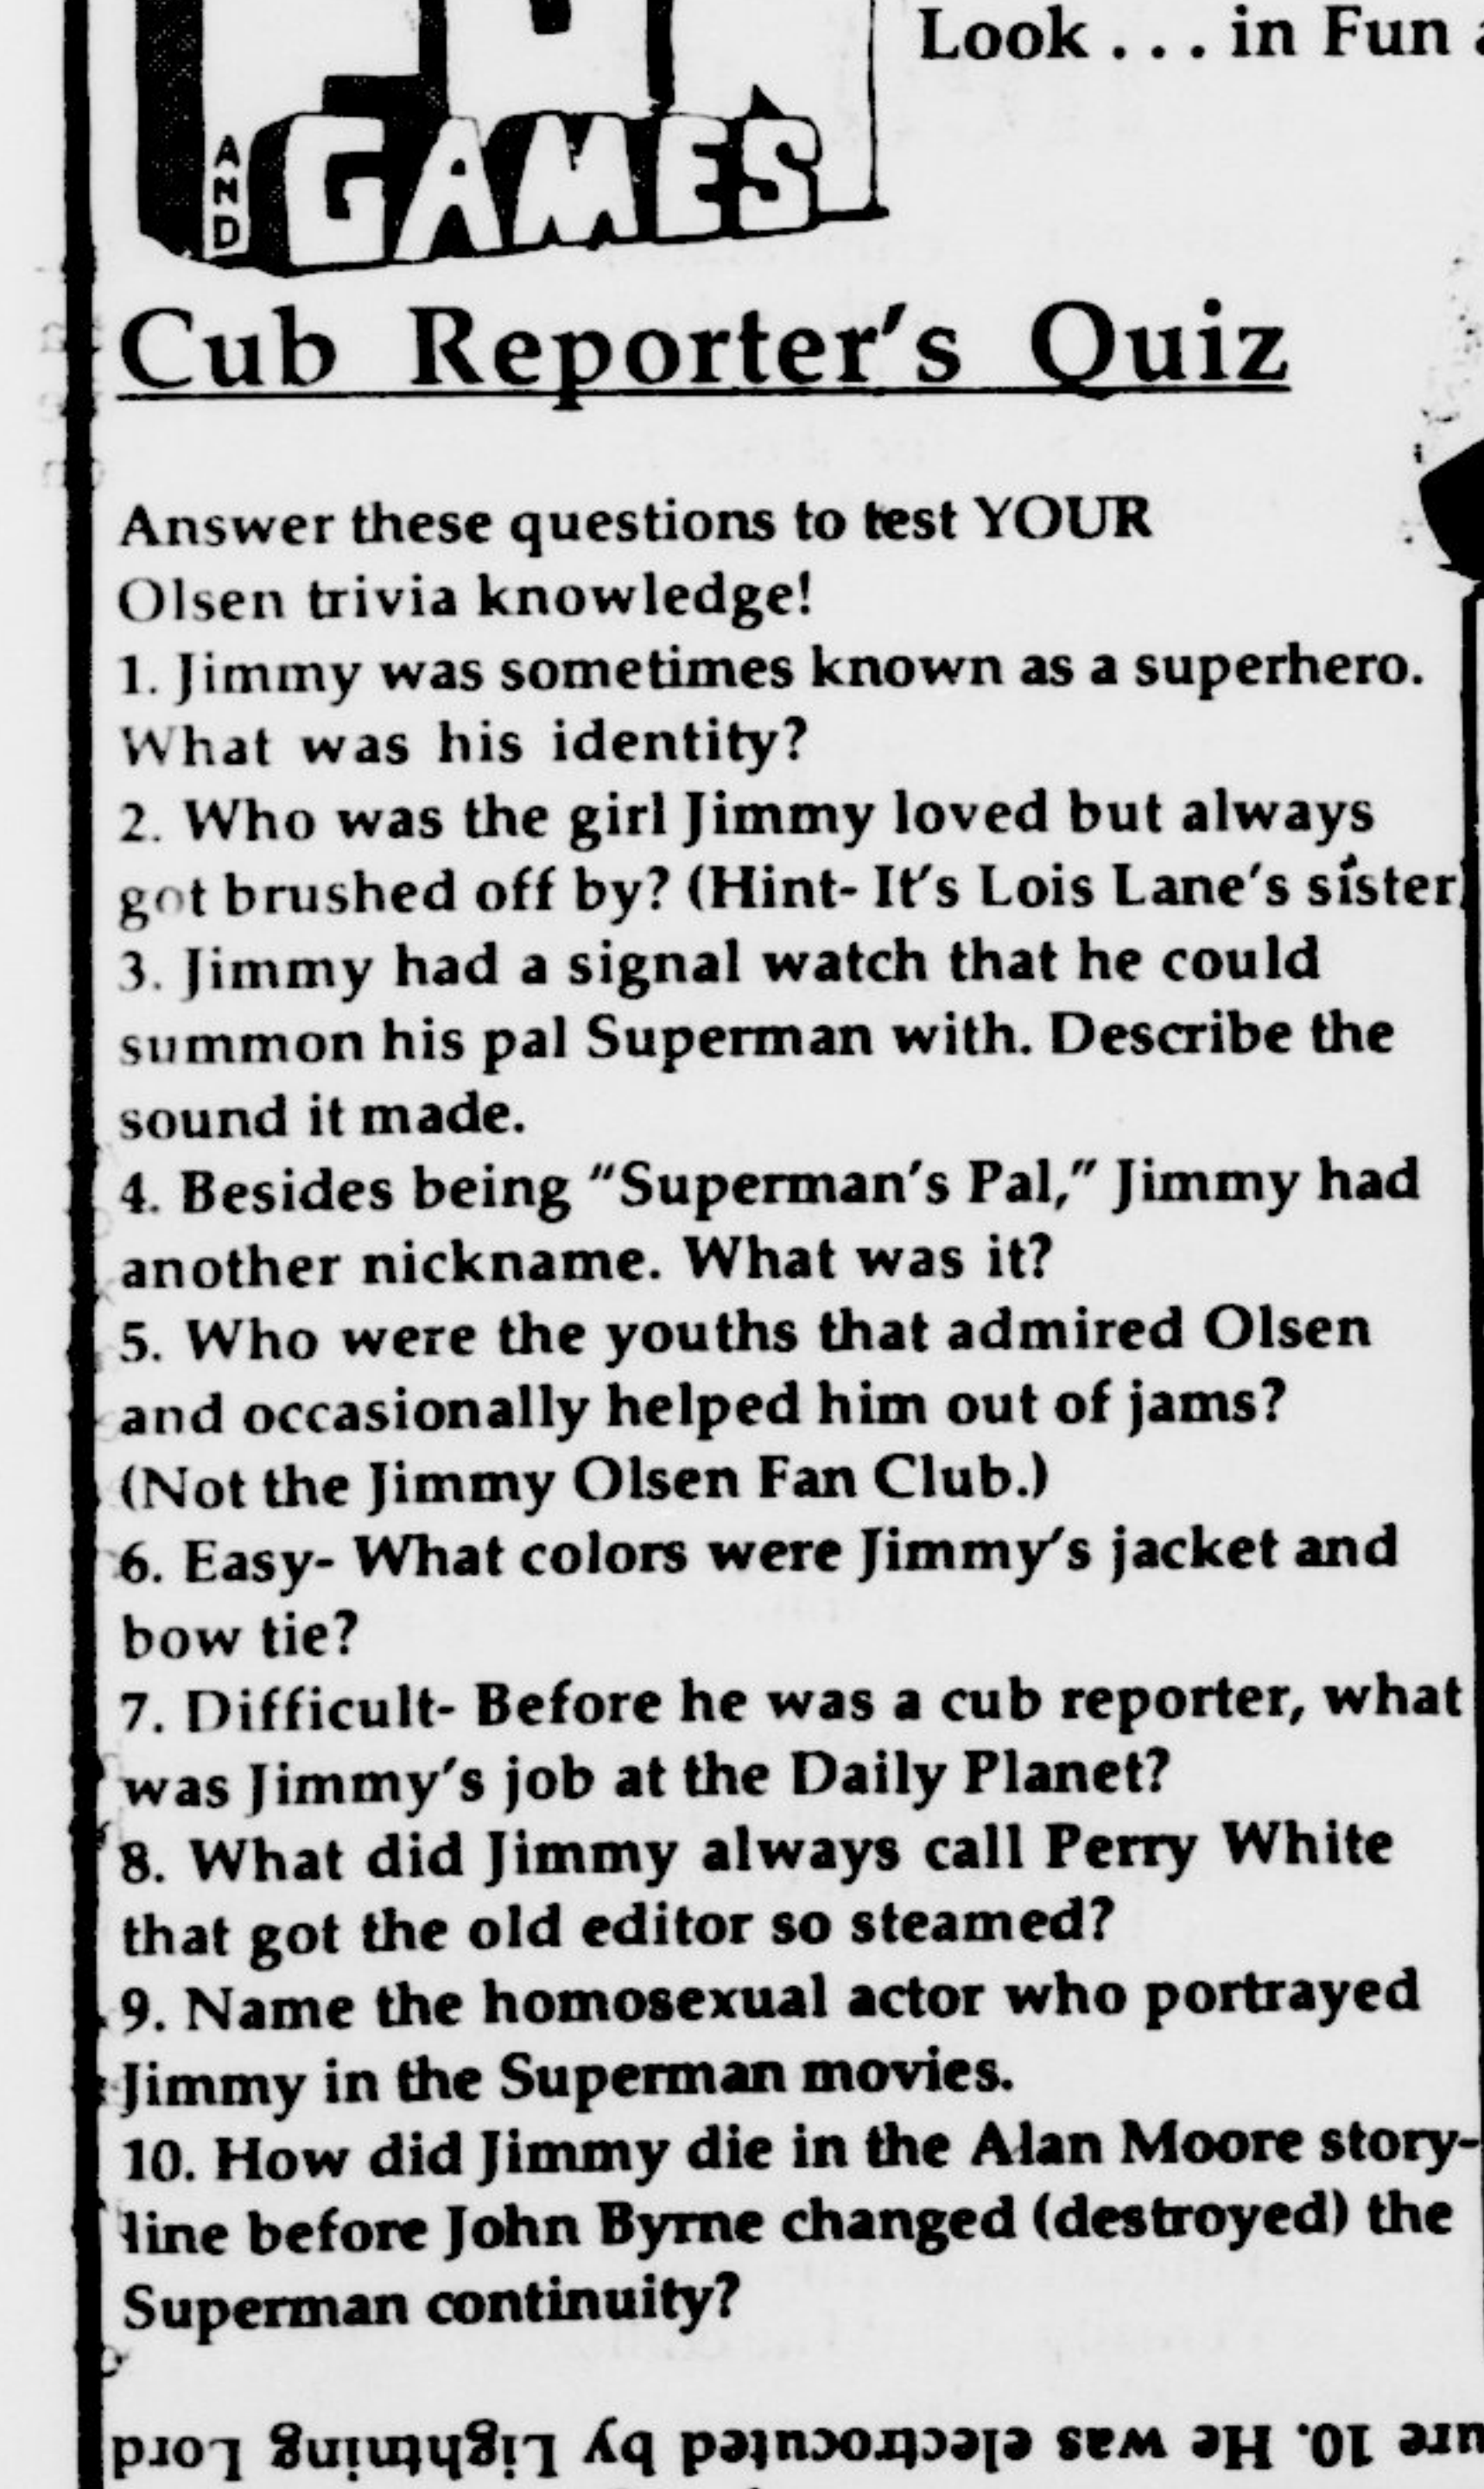 Look . . . in Fun
AND
GAMES
Cub Reporter's Quiz
Answer these questions to test YOUR
Olsen trivia knowledge!
1. Jimmy was sometimes known as a superhero.
What was his identity?
2. Who was the girl Jimmy loved but always
got brushed off by? (Hint- It's Lois Lane's sister)
3. Jimmy had a signal watch that he could
summon his pal Superman with. Describe the
sound it made.
4. Besides being "Superman's Pal," Jimmy had
another nickname. What was it?
5. Who were the youths that admired Olsen
and occasionally helped him out of jams?
(Not the Jimmy Olsen Fan Club.)
6. Easy- What colors were Jimmy's jacket and
bow tie?
7. Difficult- Before he was a cub reporter, what
was Jimmy's job at the Daily Planet?
8. What did Jimmy always call Perry White
that got the old editor so steamed?
9. Name the homosexual actor who portrayed
Jimmy in the Superman movies.
10. How did Jimmy die in the Alan Moore story-
line before John Byrne changed (destroyed) the
Superman continuity?
ure 10. He was electrocuted by Lightning Lord